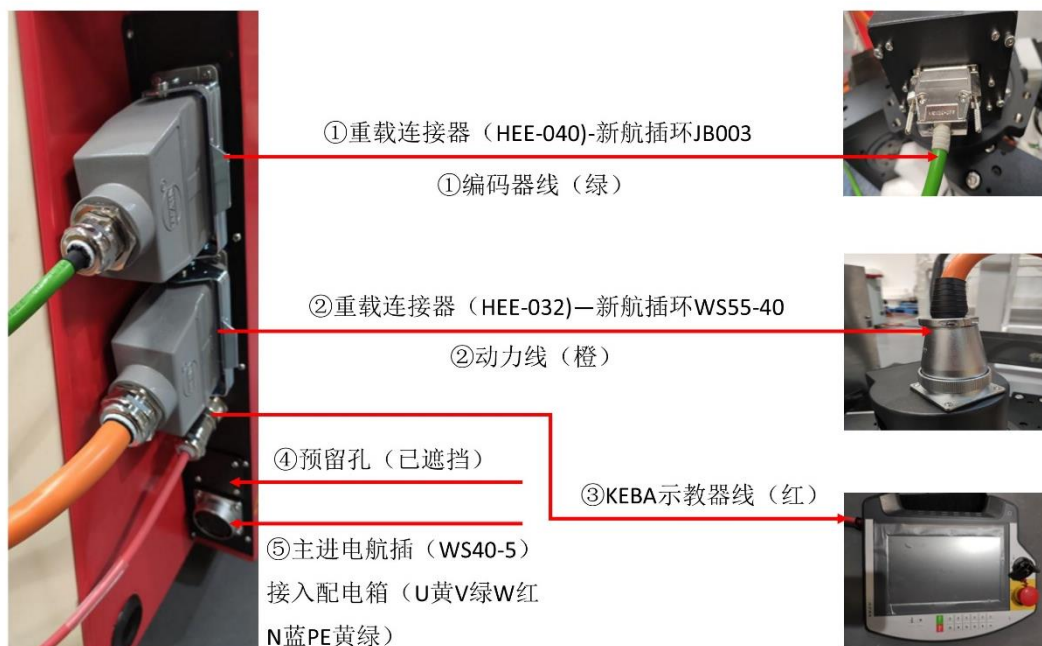 ①重载连接器（HEE-040)-新航插环JB003
①编码器线（绿）
②重载连接器（HEE-032)—新航插环WS55-40
②动力线（橙）
④预留孔（已遮挡）
③KEBA示教器线（红）
⑤主进电航插（WS40-5）
接入配电箱（U黄V绿W红
N蓝PE黄绿）